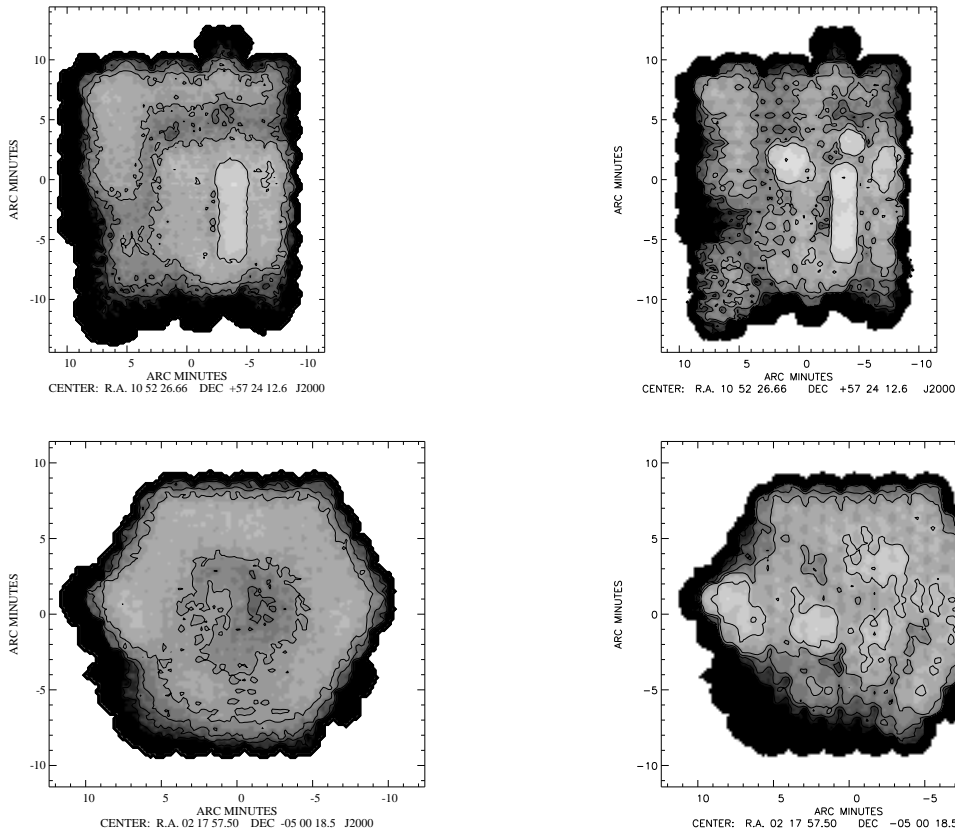 10
5
0
-5
-10
ARC MINUTES
10 5 0 -5 -10
ARC MINUTES
CENTER: R.A. 10 52 26.66 DEC +57 24 12.6 J2000
10
5
0
-5
-10
ARC MINUTES
10 5 0 -5 -10
ARC MINUTES
CENTER: R.A. 10 52 26.66 DEC +57 24 12.6 J2000
10
5
0
-5
-10
ARC MINUTES
10 5 0 -5 -10
ARC MINUTES
CENTER: R.A. 02 17 57.50 DEC -05 00 18.5 J2000
10
5
0
-5
-10
ARC MINUTES
10 5 0 -5
ARC MINUTES
CENTER: R.A. 02 17 57.50 DEC -05 00 18.5